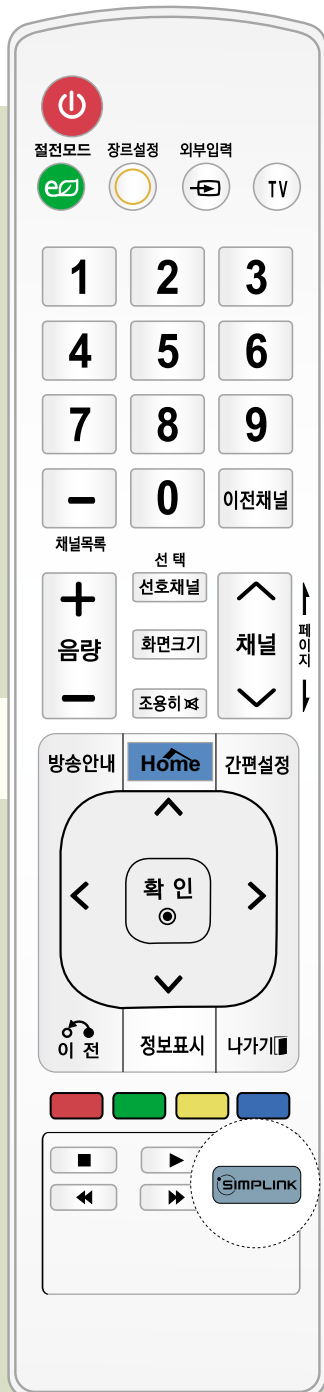 절전모드 장르설정 외부입력
TV
1 2 3
4 5 6
7 8 9
0 이전채널
채널목록
선 택
선호채널
음량 화면크기 채널 페이지
조용히
방송안내 Home 간편설정
확 인
이 전 정보표시 나가기
SIMPLINK